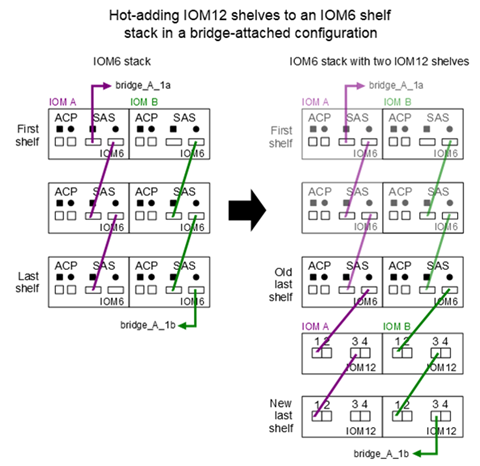 Hot-adding IOM12 shelves to an IOM6 shelf
stack in a bridge-attached configuration
IOM6 stack
bridge_A_1a
IOM A IOM B
ACP SAS ACP SAS
First
shelf
IOM6 IOM6
ACP SAS ACP SAS
IOM6 IOM6
ACP SAS ACP SAS
Last
shelf
IOM6 IOM6
bridge_A_1b
IOM6 stack with two IOM12 shelves
bridge_A_1a
IOM A IOM B
ACP SAS ACP SAS
First
shelf
IOM6 IOM6
ACP SAS ACP SAS
IOM6 IOM6
ACP SAS ACP SAS
Old
last
shelf
IOM6 IOM6
IOM A IOM B
1 2 3 4 1 2 3 4
IOM12 IOM12
New
last
shelf
1 2 3 4 1 2 3 4
IOM12 IOM12
bridge_A_1b